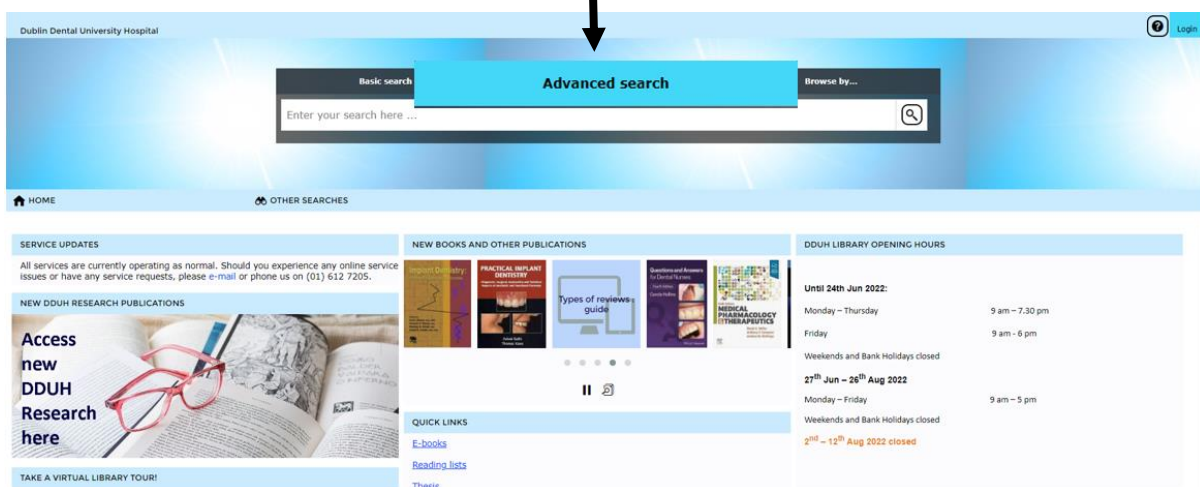 Dublin Dental University Hospital
Login
Basic search
Advanced search
Browse by...
Enter your search here ...
HOME
OTHER SEARCHES
SERVICE UPDATES
All services are currently operating as normal. Should you experience any online service
issues or have any service requests, please e-mail or phone us on (01) 612 7205.
NEW DDUH RESEARCH PUBLICATIONS
Access
new
DDUH
Research
here
TAKE A VIRTUAL LIBRARY TOUR!
NEW BOOKS AND OTHER PUBLICATIONS
Implant Dentistry:
PRACTICAL IMPLANT
DENTISTRY
Types of reviews
guide
Questions and Answers
for Dental Nurses
MEDICAL
PHARMACOLOGY
&THERAPEUTICS
QUICK LINKS
E-books
Reading lists
Thesis
DDUH LIBRARY OPENING HOURS
Until 24th Jun 2022:
Monday – Thursday 9 am – 7.30 pm
Friday 9 am - 6 pm
Weekends and Bank Holidays closed
27th Jun – 26th Aug 2022
Monday – Friday 9 am – 5 pm
Weekends and Bank Holidays closed
2nd – 12th Aug 2022 closed